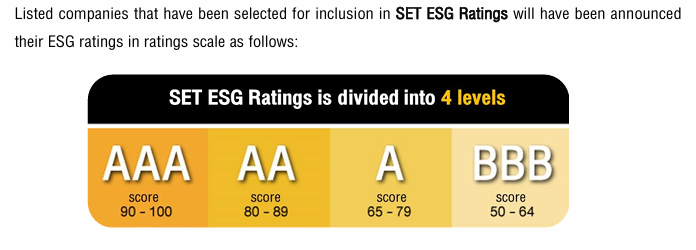 Listed companies that have been selected for inclusion in SET ESG Ratings will have been announced
their ESG ratings in ratings scale as follows:
SET ESG Ratings is divided into 4 levels
AAA AA A BBB
score score score score
90 - 100 80 - 89 65 - 79 50 - 64